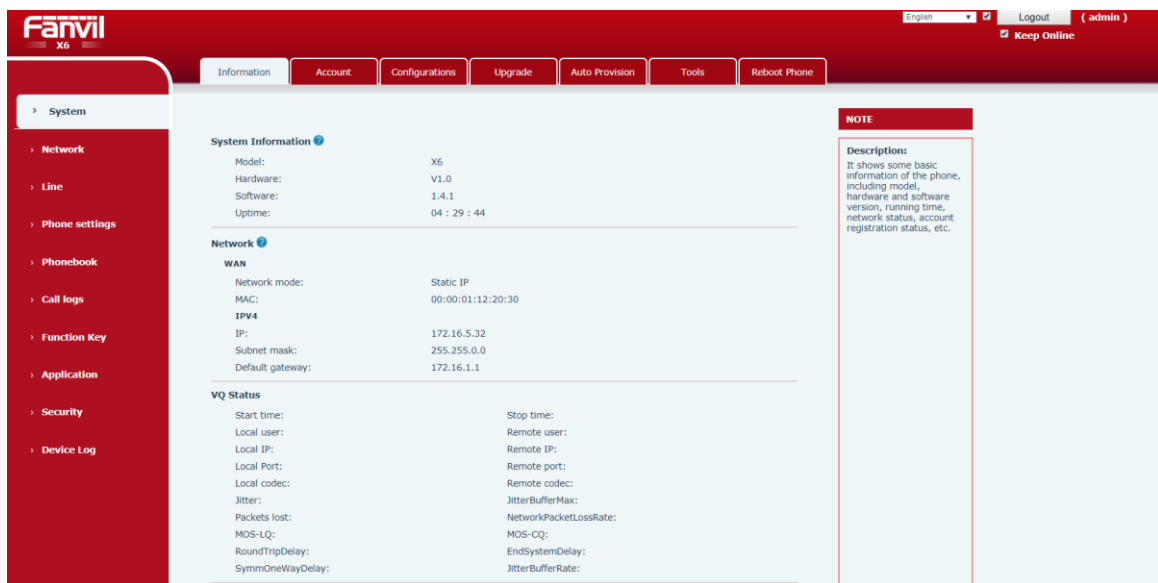 Fanvil
X6
English
Logout
( admin )
Keep Online
Information
Account
Configurations
Upgrade
Auto Provision
Tools
Reboot Phone
› System
› Network
› Line
› Phone settings
› Phonebook
› Call logs
› Function Key
› Application
› Security
› Device Log
System Information
Model: X6
Hardware: V1.0
Software: 1.4.1
Uptime: 04 : 29 : 44
Network
WAN
Network mode: Static IP
MAC: 00:00:01:12:20:30
IPV4
IP: 172.16.5.32
Subnet mask: 255.255.0.0
Default gateway: 172.16.1.1
VQ Status
Start time: Stop time:
Local user: Remote user:
Local IP: Remote IP:
Local Port: Remote port:
Local codec: Remote codec:
Jitter: JitterBufferMax:
Packets lost: NetworkPacketLossRate:
MOS-LQ: MOS-CQ:
RoundTripDelay: EndSystemDelay:
SymmOneWayDelay: JitterBufferRate:
NOTE
Description:
It shows some basic
information of the phone,
including model,
hardware and software
version, running time,
network status, account
registration status, etc.